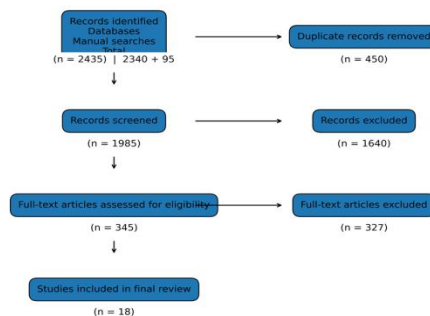 Records identified
Databases
Manual searches
Total
(n = 2435) | 2340 + 95
Duplicate records removed
(n = 450)
Records screened
(n = 1985)
Records excluded
(n = 1640)
Full-text articles assessed for eligibility
(n = 345)
Full-text articles excluded
(n = 327)
Studies included in final review
(n = 18)